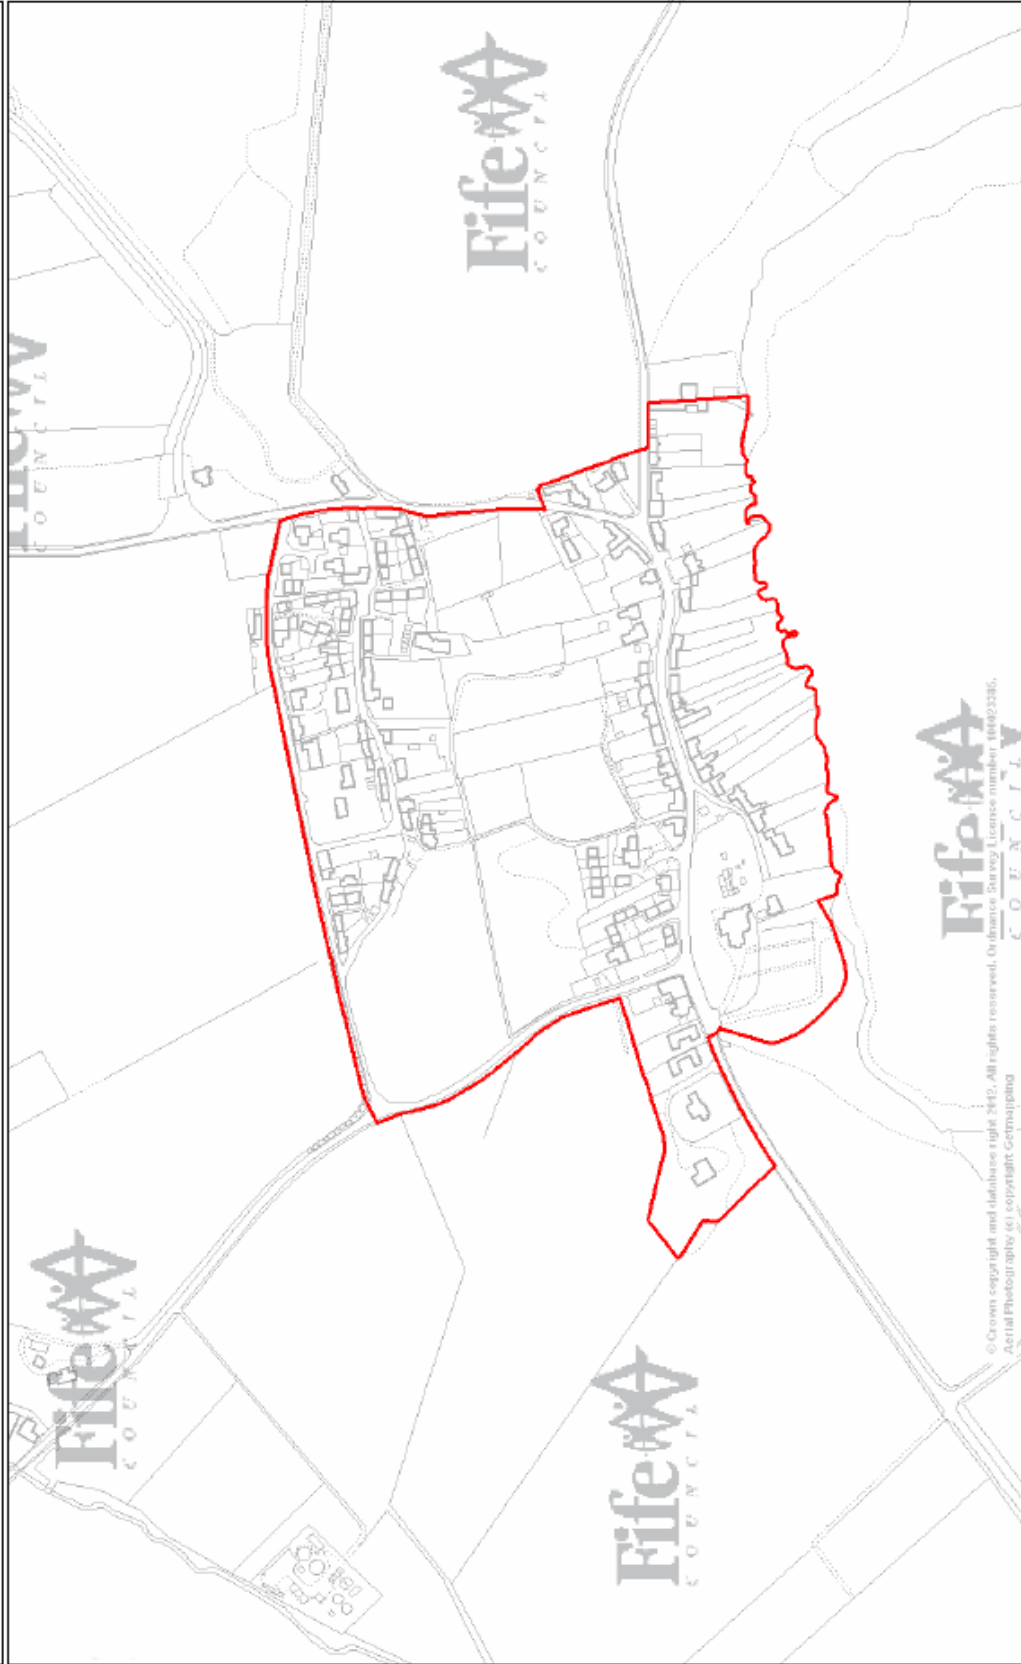 Fife
COUNCIL
Fife
COUNCIL
Fife
COUNCIL
Fife
COUNCIL
COUNCIL
© Crown copyright and database right 2012. All rights reserved. Ordnance Survey Licence number 100023385.
Aerial Photography (c) copyright Getmapping